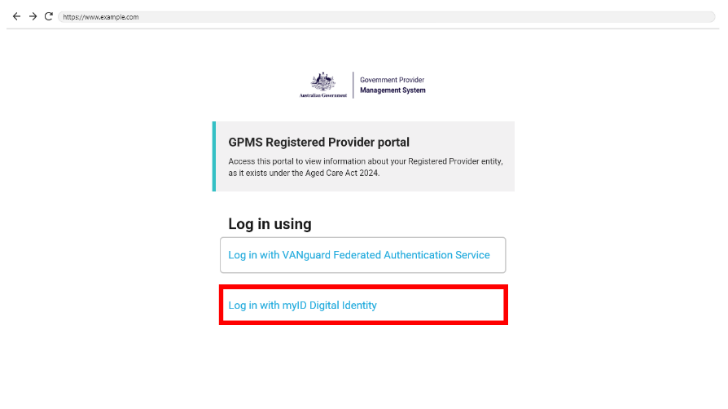 https://www.example.com
Australian Government
Government Provider
Management System
GPMS Registered Provider portal
Access this portal to view information about your Registered Provider entity,
as it exists under the Aged Care Act 2024.
Log in using
Log in with VANguard Federated Authentication Service
Log in with myID Digital Identity